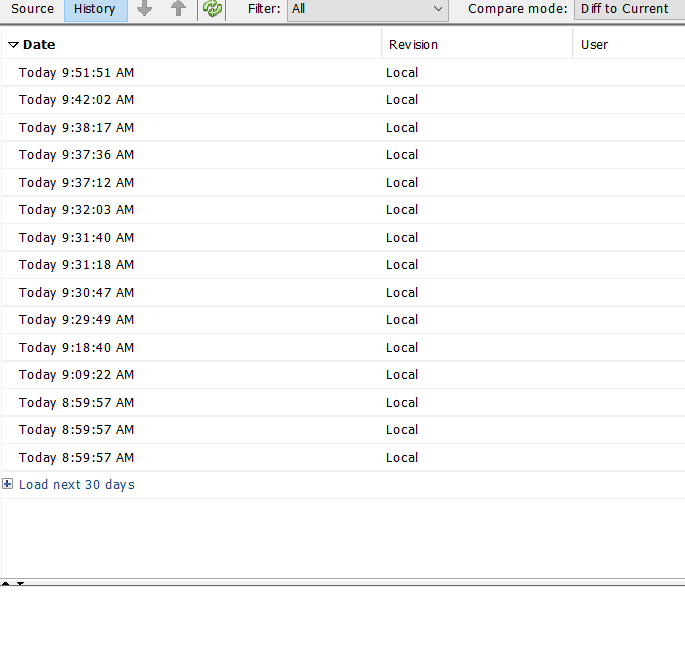 Source History Filter: All Compare mode: Diff to Current
Date Revision User
Today 9:51:51 AM Local
Today 9:42:02 AM Local
Today 9:38:17 AM Local
Today 9:37:36 AM Local
Today 9:37:12 AM Local
Today 9:32:03 AM Local
Today 9:31:40 AM Local
Today 9:31:18 AM Local
Today 9:30:47 AM Local
Today 9:29:49 AM Local
Today 9:18:40 AM Local
Today 9:09:22 AM Local
Today 8:59:57 AM Local
Today 8:59:57 AM Local
Today 8:59:57 AM Local
Load next 30 days